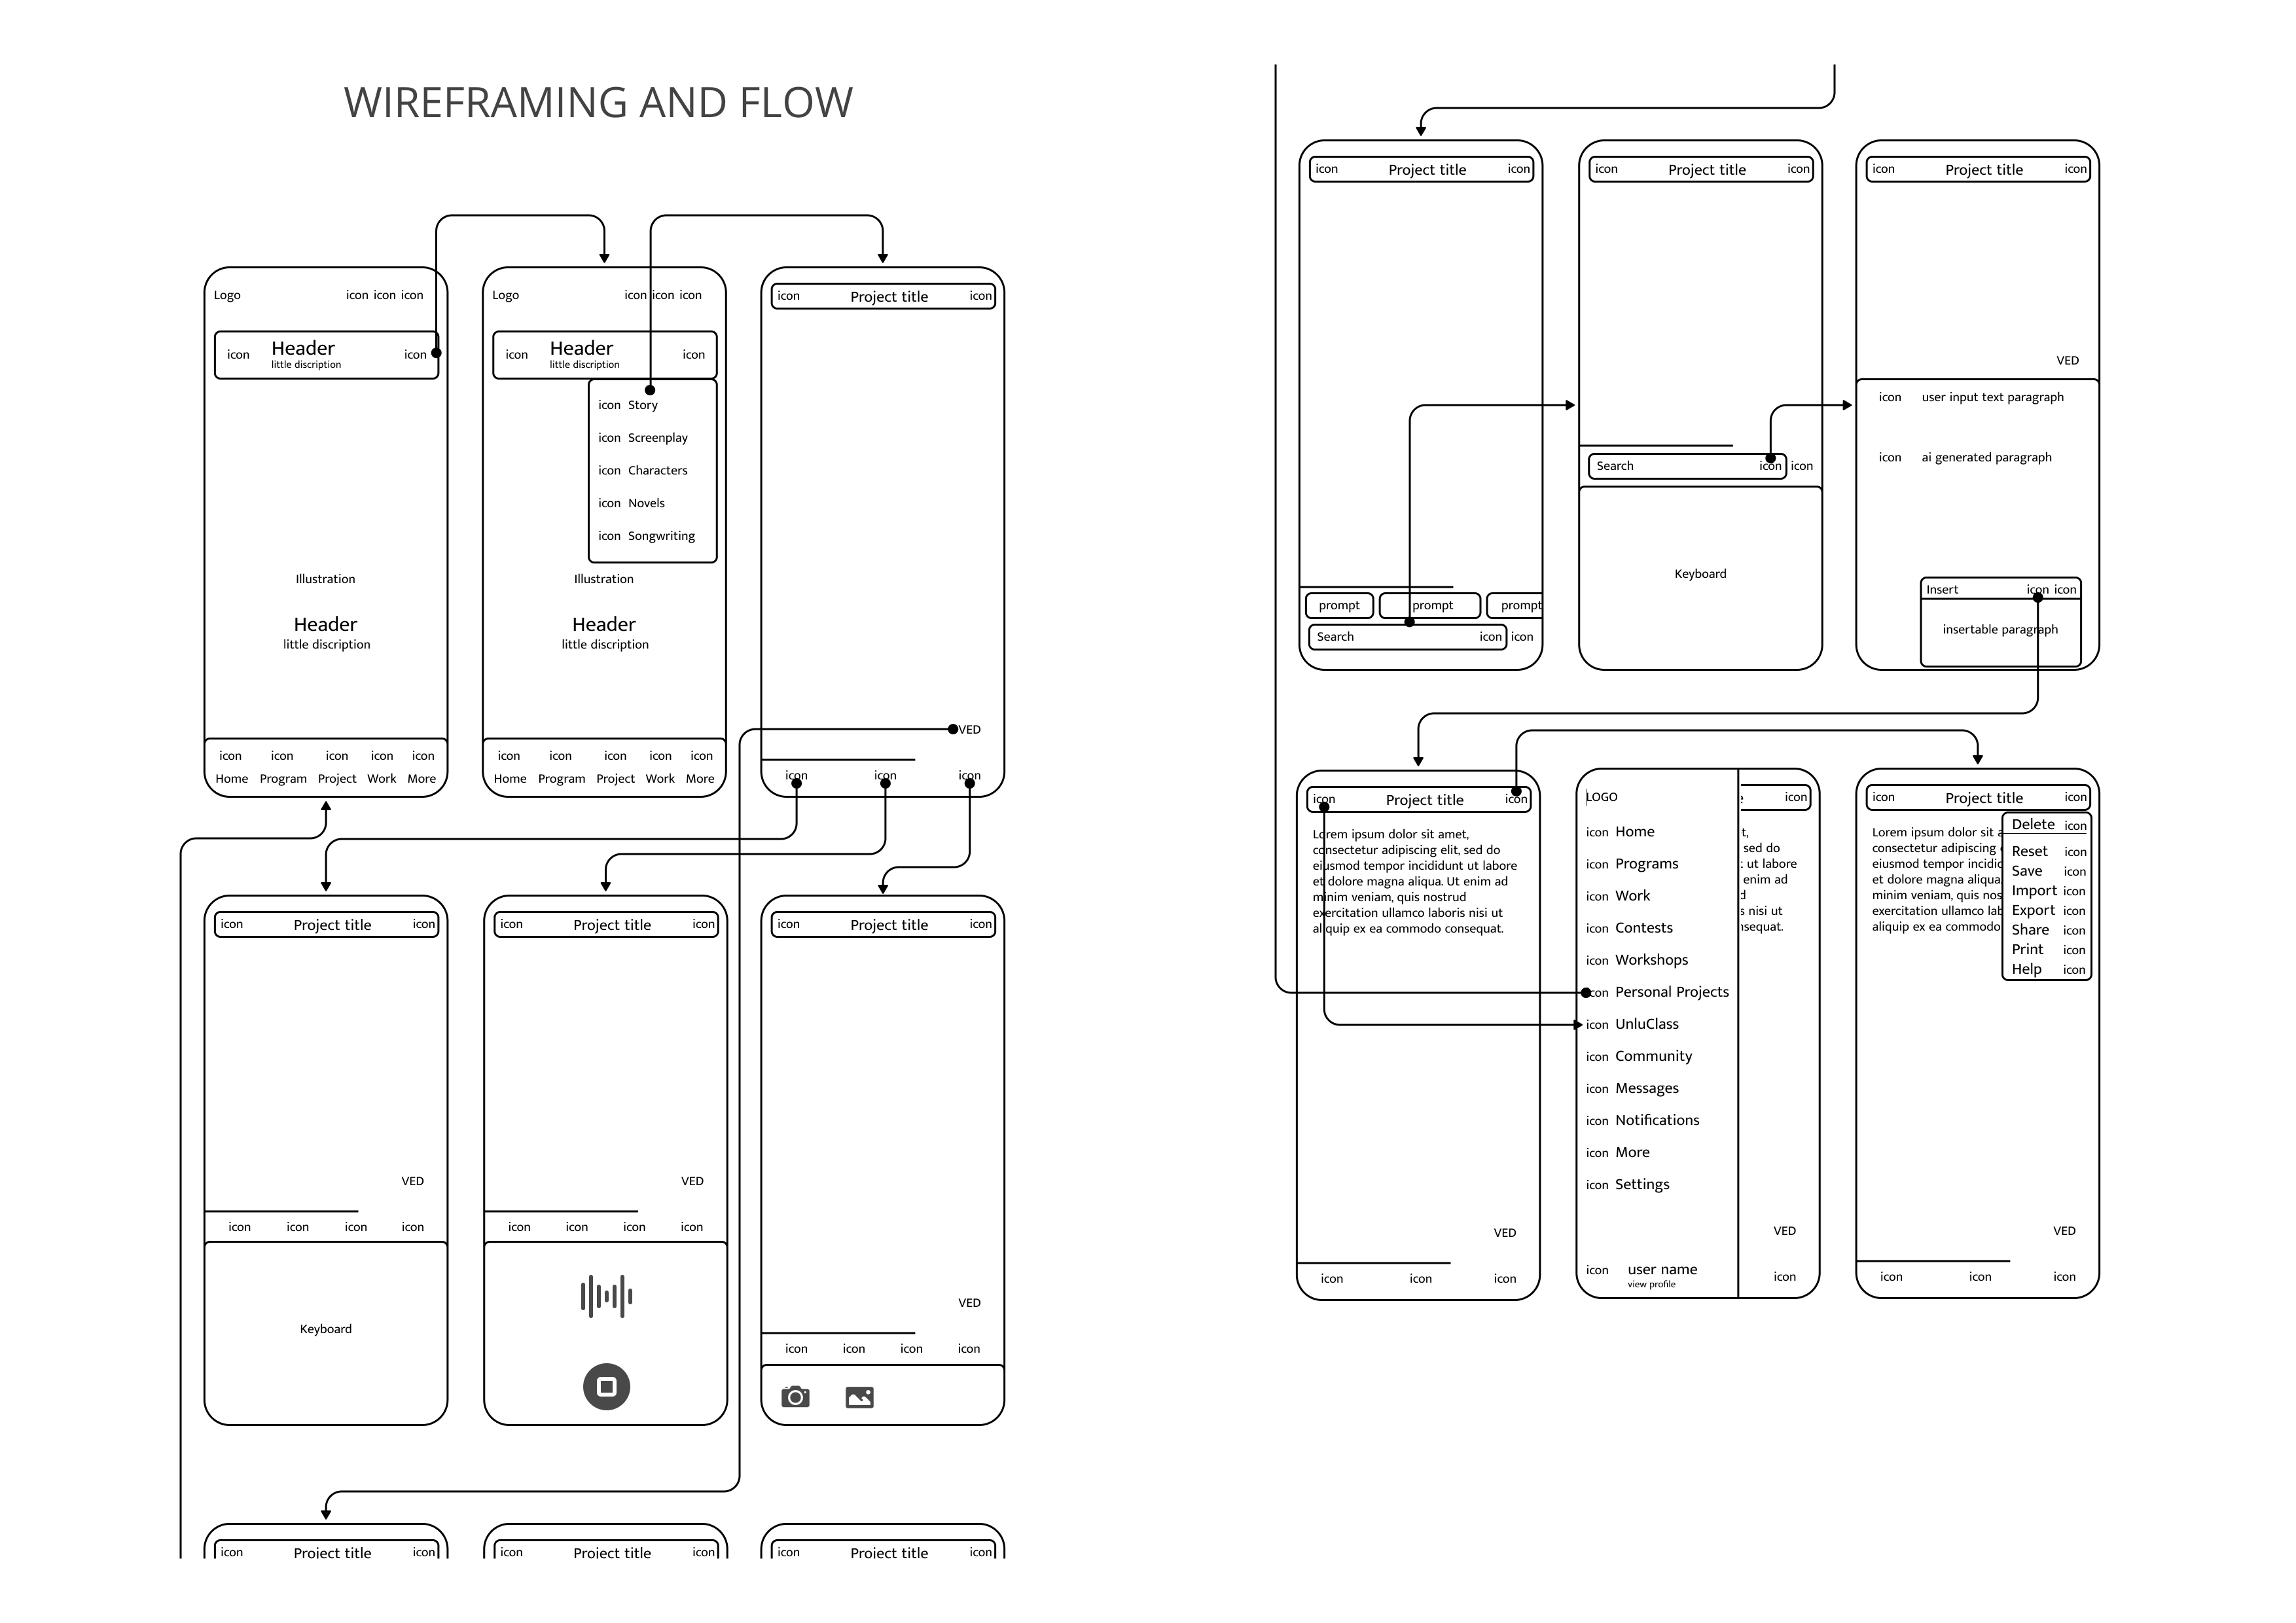 WIREFRAMING AND FLOW
Logo
icon icon icon
icon
Header
little discription
icon
Illustration
Header
little discription
icon icon icon icon icon
Home Program Project Work More
Logo
icon icon icon
icon
Header
little discription
icon
icon Story
icon Screenplay
icon Characters
icon Novels
icon Songwriting
Illustration
Header
little discription
icon icon icon icon icon
Home Program Project Work More
icon Project title icon
VED
icon icon icon
icon Project title icon
VED
icon icon icon icon
Keyboard
icon Project title icon
VED
icon icon icon icon
icon Project title icon
VED
icon icon icon icon
icon Project title icon
icon Project title icon
icon Project title icon
icon Project title icon
prompt prompt prompt
Search icon icon
icon Project title icon
Search icon icon
Keyboard
icon Project title icon
VED
icon user input text paragraph
icon ai generated paragraph
Insert icon icon
insertable paragraph
icon Project title icon
Lorem ipsum dolor sit amet,
consectetur adipiscing elit, sed do
eiusmod tempor incididunt ut labore
et dolore magna aliqua. Ut enim ad
minim veniam, quis nostrud
exercitation ullamco laboris nisi ut
aliquip ex ea commodo consequat.
VED
icon icon icon
LOGO
icon Home
icon Programs
icon Work
icon Contests
icon Workshops
icon Personal Projects
icon UnluClass
icon Community
icon Messages
icon Notifications
icon More
icon Settings
icon user name
view profile
e icon
t,
sed do
t ut labore
enim ad
d
s nisi ut
nsequat.
VED
icon
icon Project title icon
Lorem ipsum dolor sit a
consectetur adipiscing
eiusmod tempor incidid
et dolore magna aliqua
minim veniam, quis nos
exercitation ullamco lab
aliquip ex ea commodo
Delete icon
Reset icon
Save icon
Import icon
Export icon
Share icon
Print icon
Help icon
VED
icon icon icon